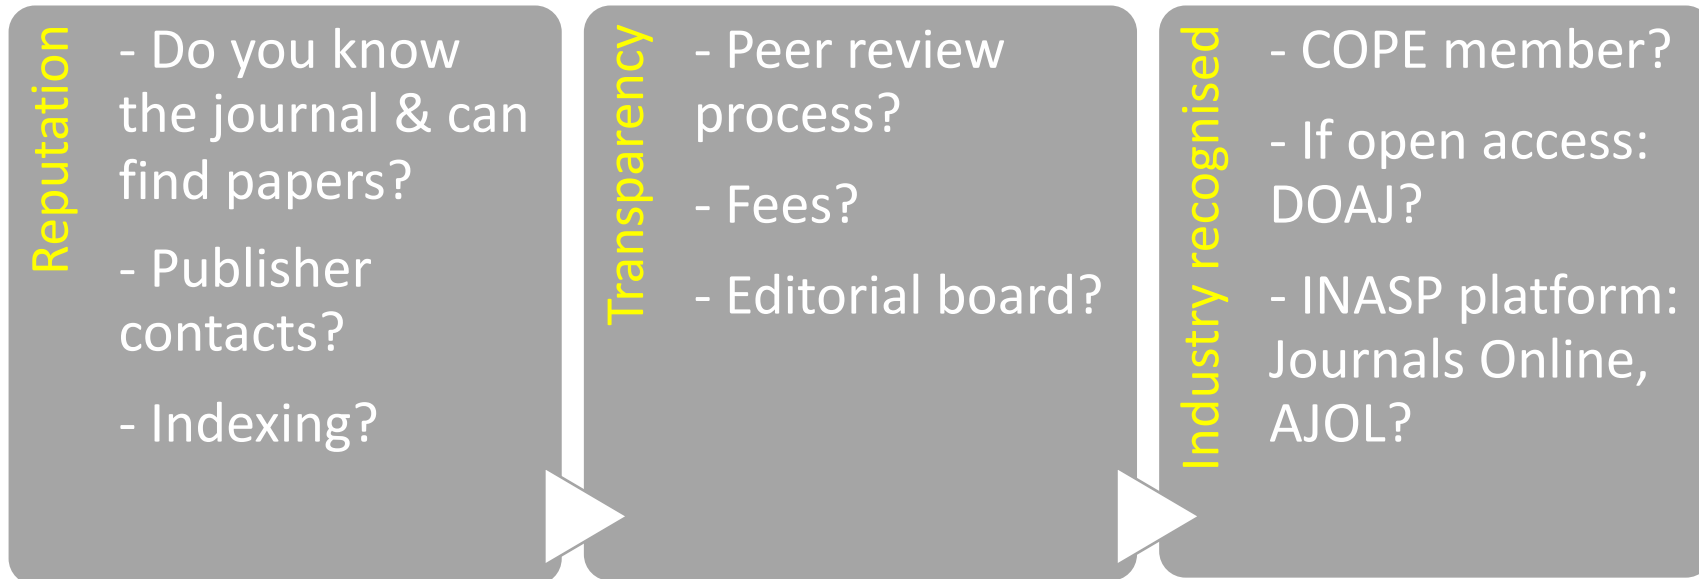 Reputation
- Do you know
the journal & can
find papers?
- Publisher
contacts?
- Indexing?
Transparency
- Peer review
process?
- Fees?
- Editorial board?
Industry recognised
- COPE member?
- If open access:
DOAJ?
- INASP platform:
Journals Online,
AJOL?